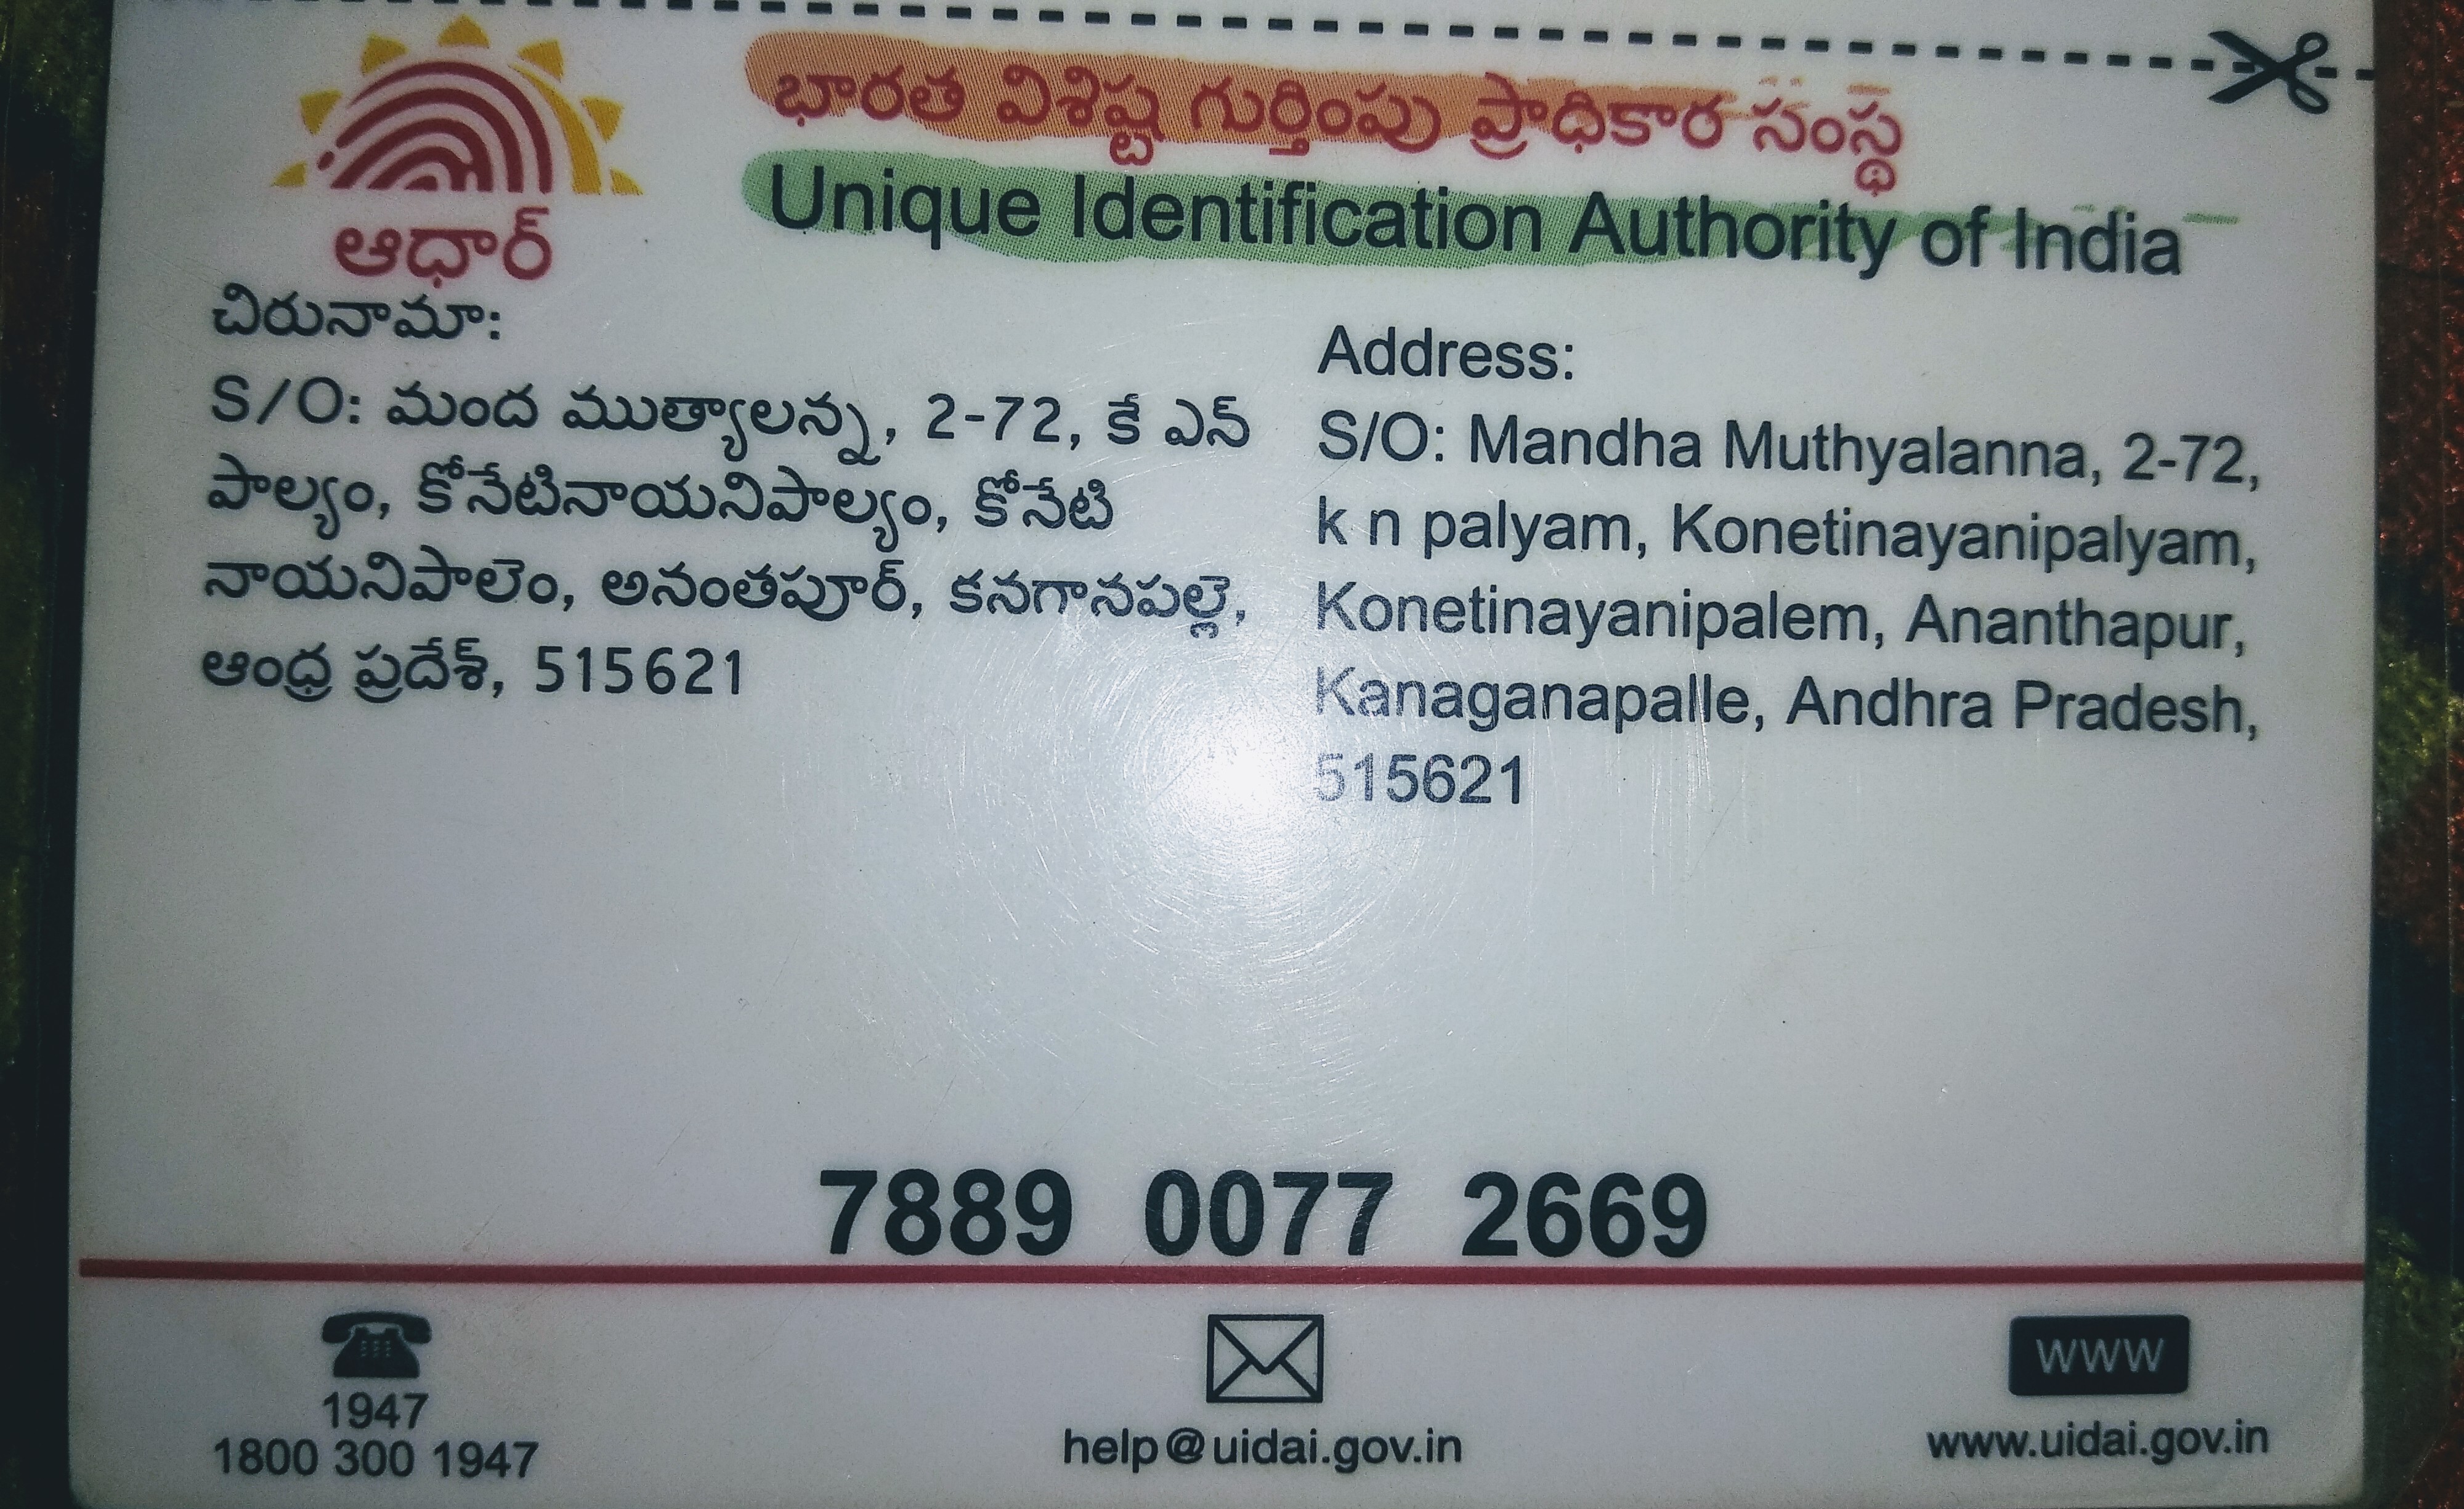 భారత విశిష్ట గుర్తింపు ప్రాధికార సంస్థ
Unique Identification Authority of India
ఆధార్
చిరునామా:
S/O: మంద ముత్యాలన్న, 2-72, కే ఎన్
పాల్యం, కోనేటినాయనిపాల్యం, కోనేటి
నాయనిపాలెం, అనంతపూర్, కనగానపల్లె,
ఆంధ్ర ప్రదేశ్, 515621
Address:
S/O: Mandha Muthyalanna, 2-72,
k n palyam, Konetinayanipalyam,
Konetinayanipalem, Ananthapur,
Kanaganapalle, Andhra Pradesh,
515621
7889 0077 2669
1947
1800 300 1947
help@uidai.gov.in
WWW
www.uidai.gov.in